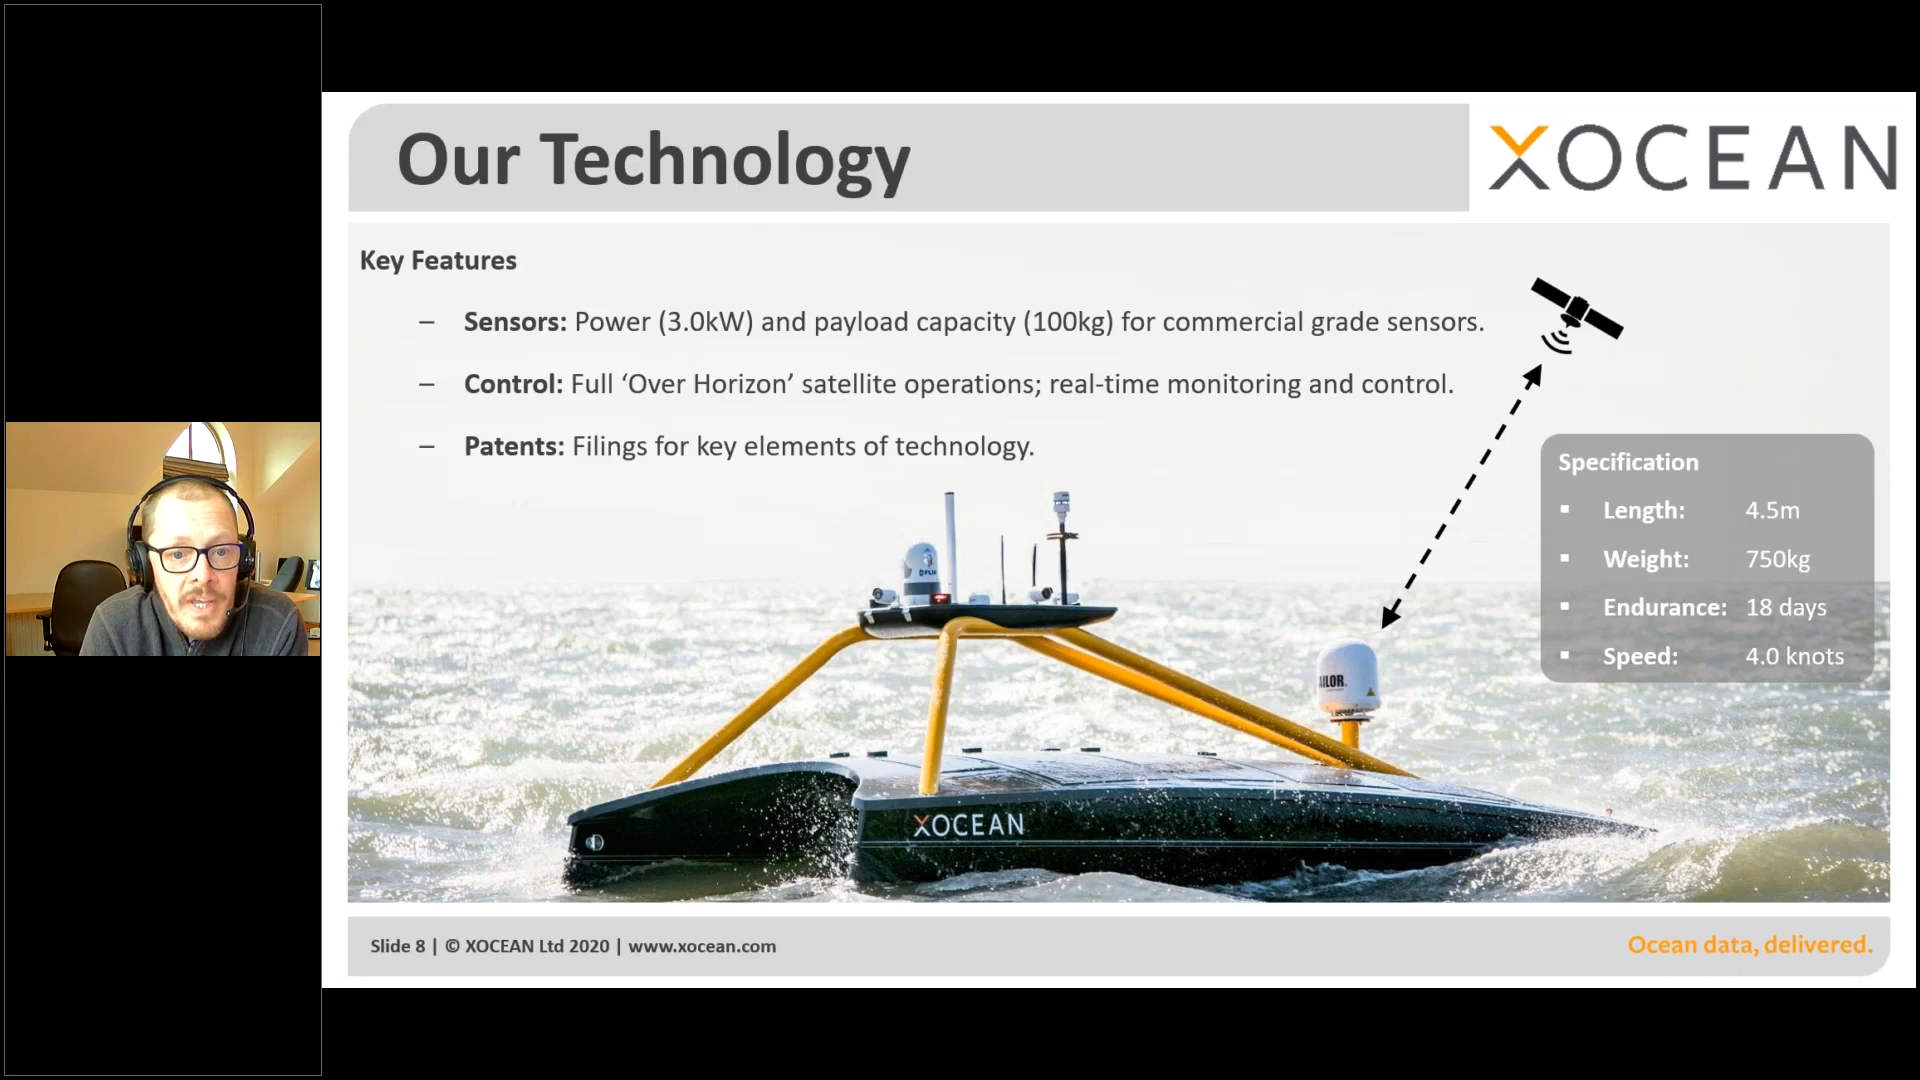 Our Technology
XOCEAN
Key Features
– Sensors: Power (3.0kW) and payload capacity (100kg) for commercial grade sensors.
– Control: Full ‘Over Horizon’ satellite operations; real-time monitoring and control.
– Patents: Filings for key elements of technology.
Specification
▪ Length: 4.5m
▪ Weight: 750kg
▪ Endurance: 18 days
▪ Speed: 4.0 knots
FLIR
AILOR
XOCEAN
Slide 8 | © XOCEAN Ltd 2020 | www.xocean.com
Ocean data, delivered.